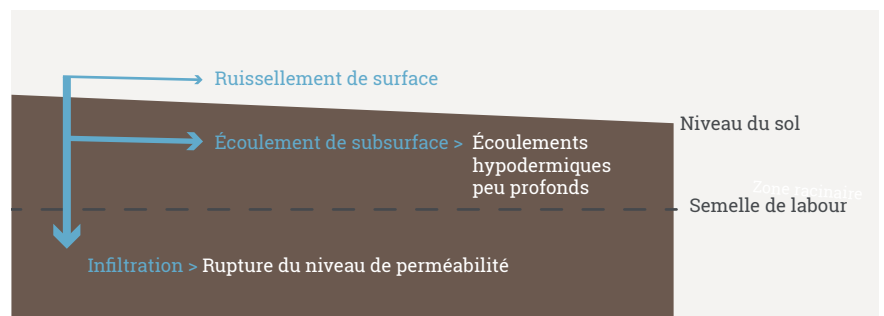 Ruissellement de surface
Niveau du sol
Écoulement de subsurface > Écoulements
hypodermiques
peu profonds
Zone racinaire
Semelle de labour
Infiltration > Rupture du niveau de perméabilité